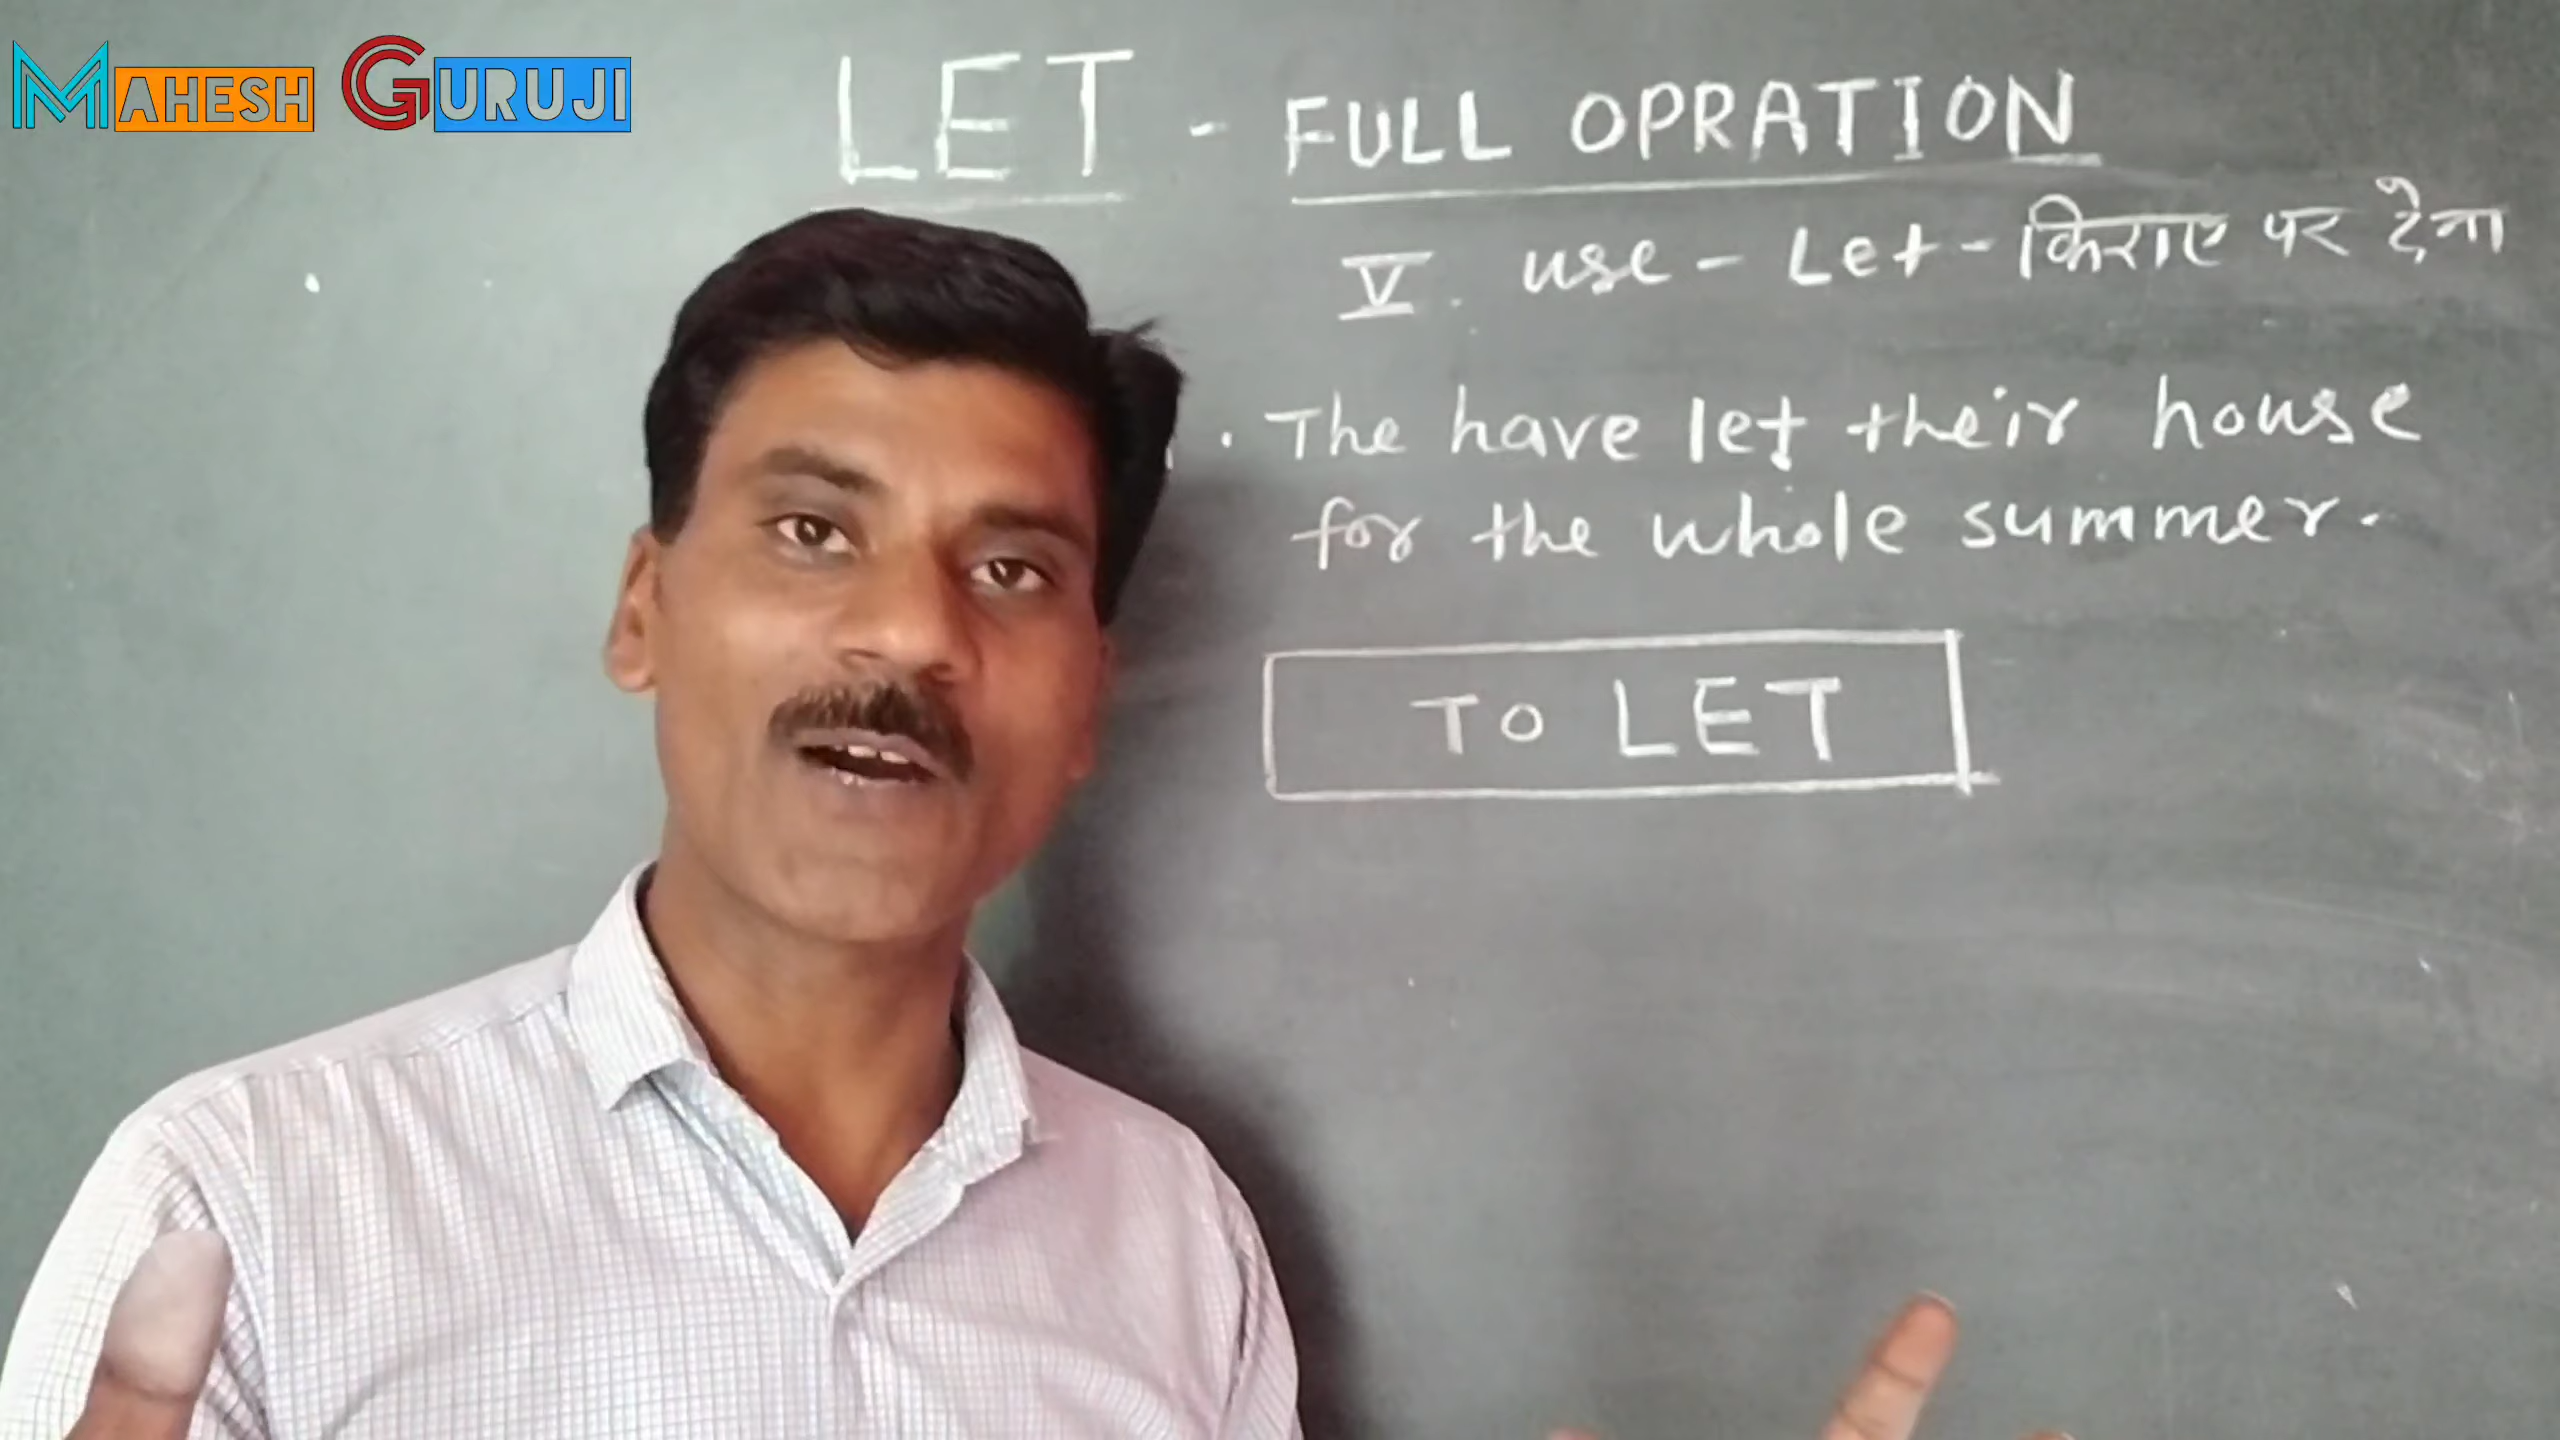 MAHESH GURUJI
LET - FULL OPRATION
V. use - Let - किराए पर देना
1. The have let their house
for the whole summer.
TO LET